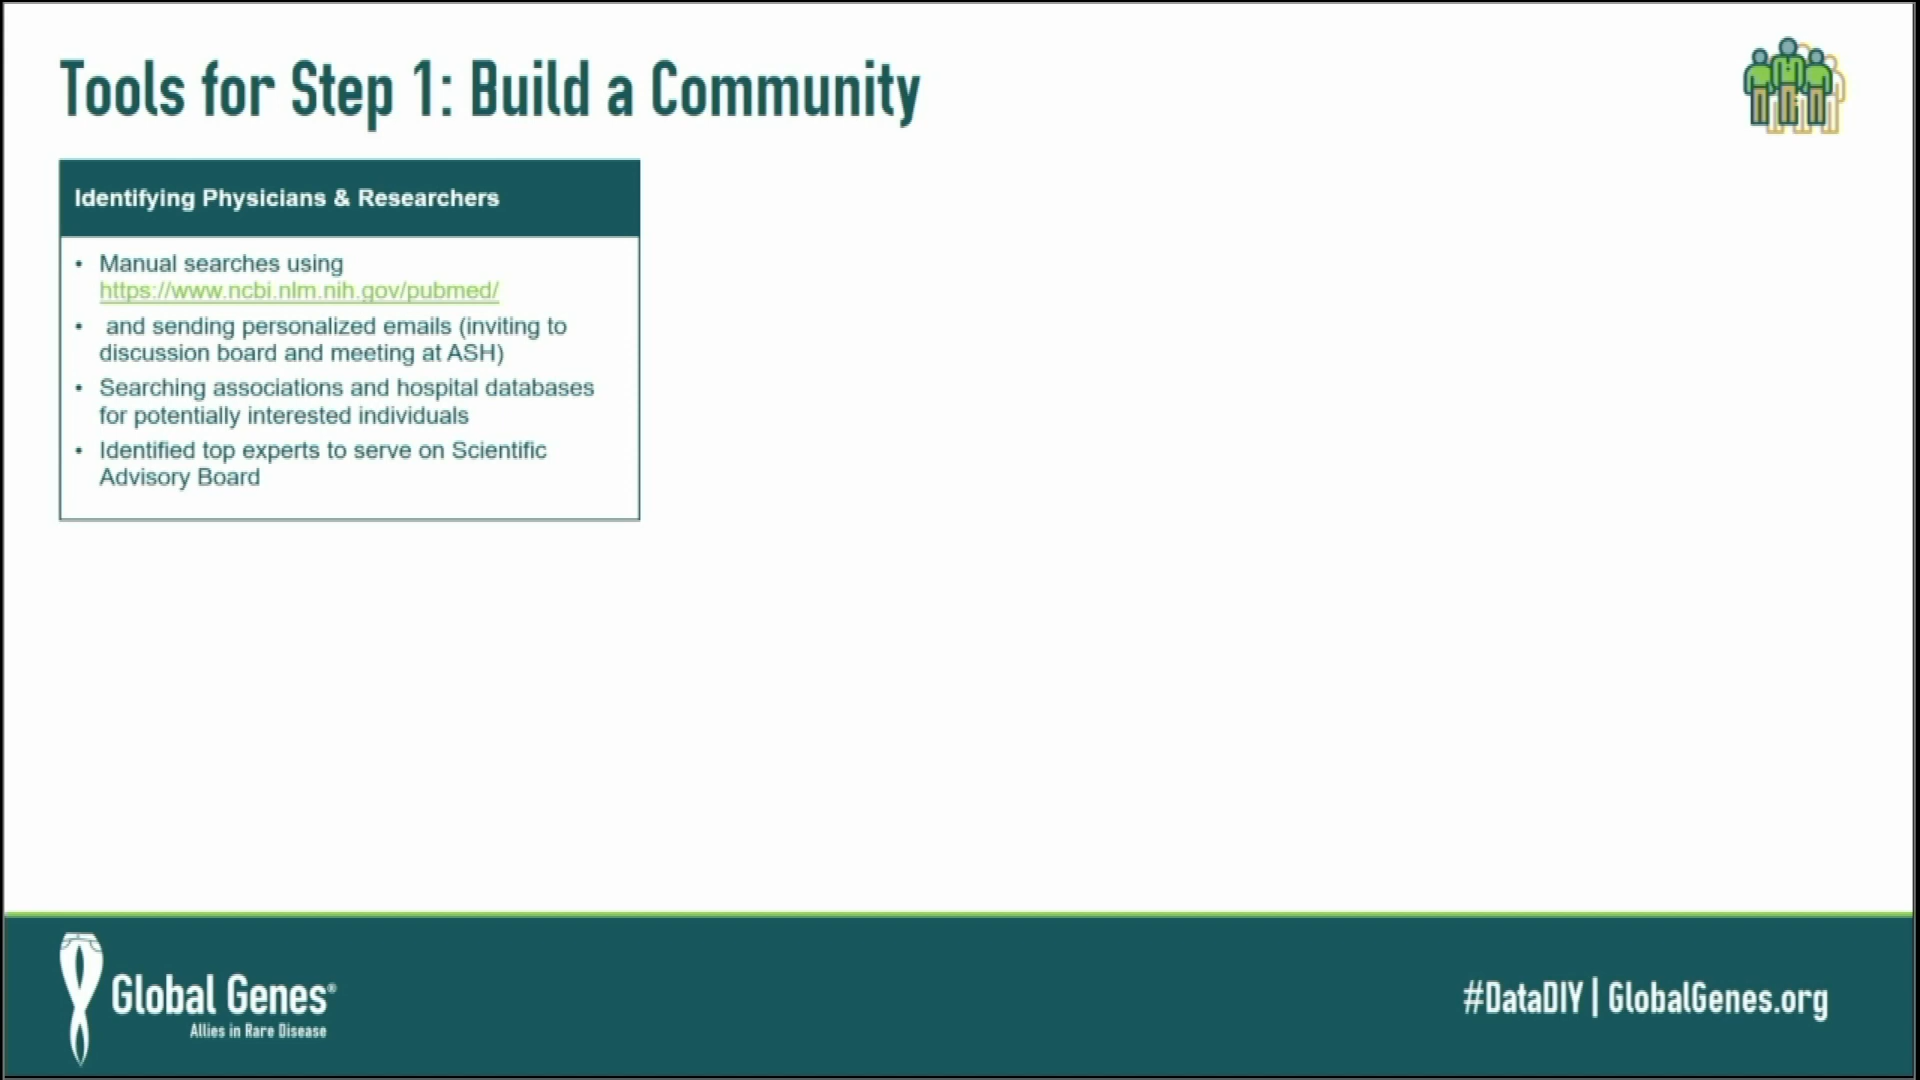 Tools for Step 1: Build a Community
Identifying Physicians & Researchers
• Manual searches using
https://www.ncbi.nlm.nih.gov/pubmed/
• and sending personalized emails (inviting to
discussion board and meeting at ASH)
• Searching associations and hospital databases
for potentially interested individuals
• Identified top experts to serve on Scientific
Advisory Board
Global Genes®
Allies in Rare Disease
#DataDIY | GlobalGenes.org